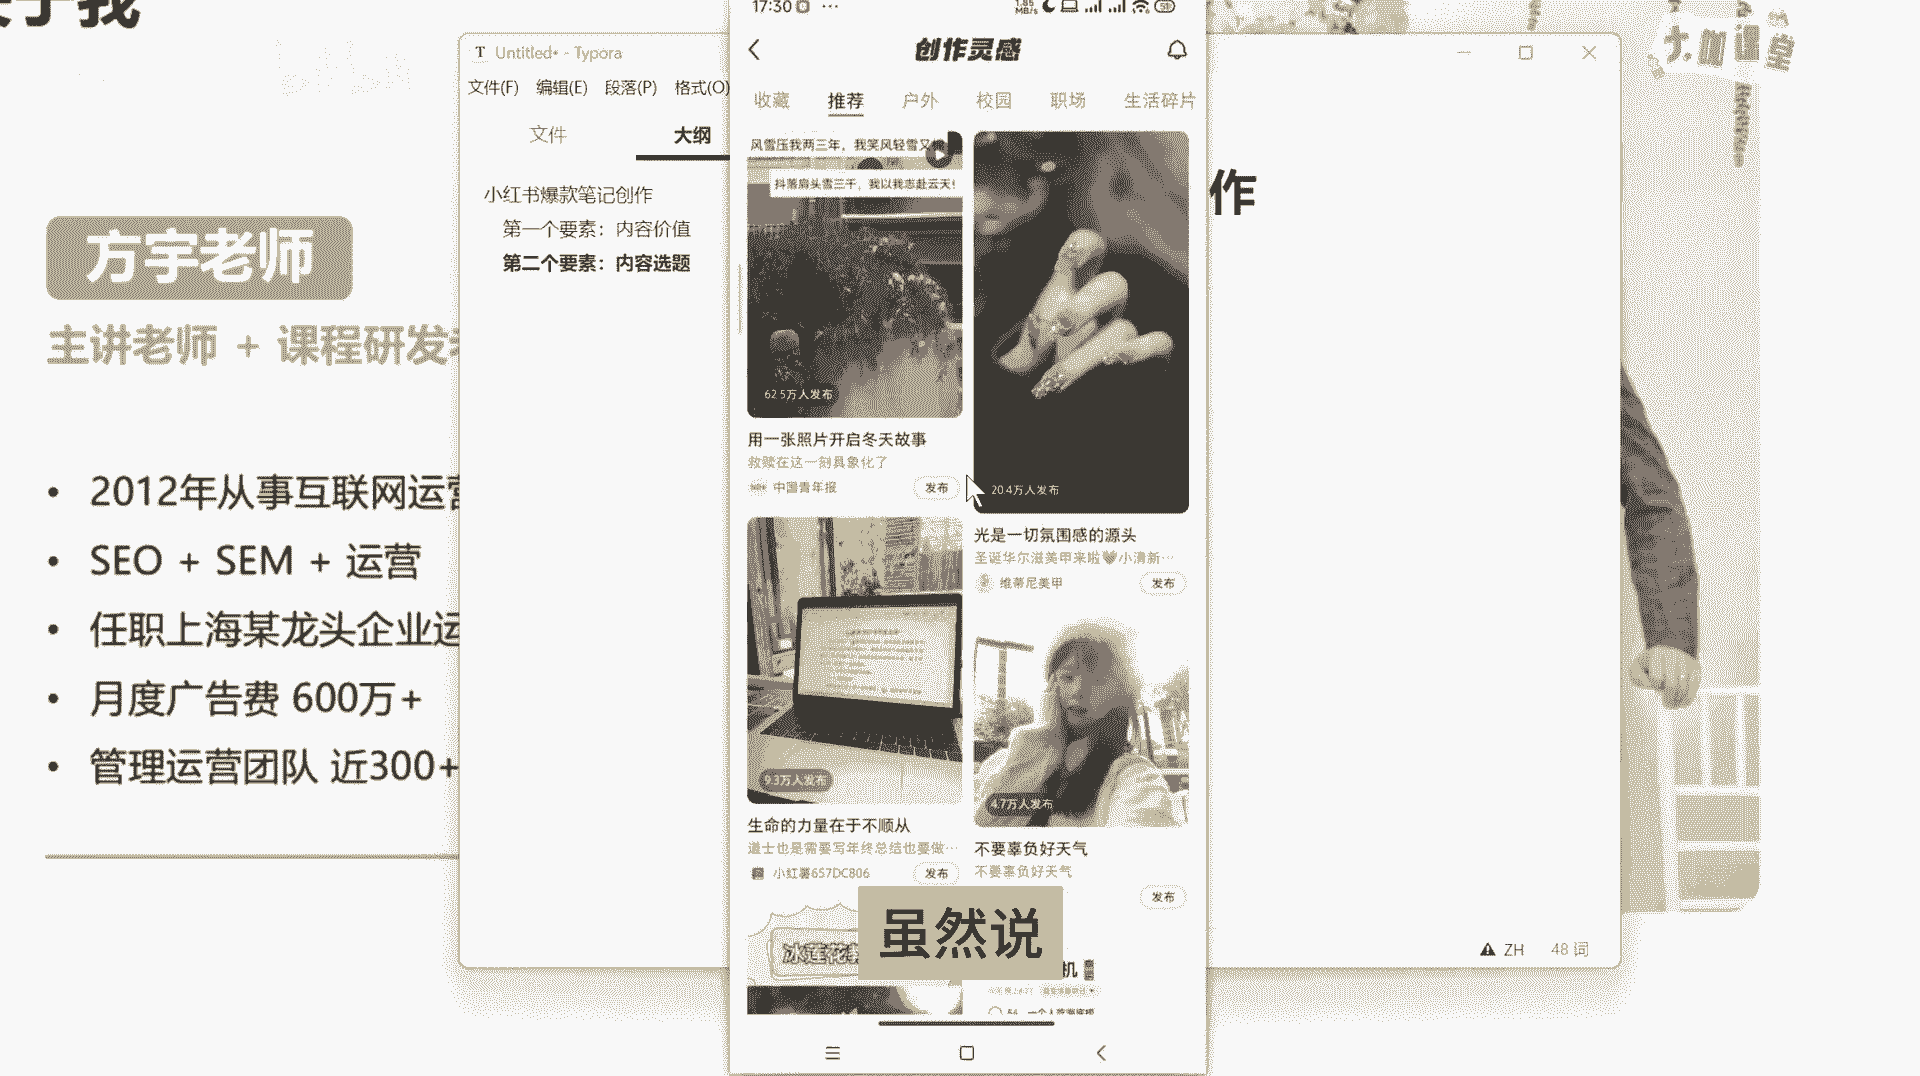 于我
大咖课堂
方宇老师
主讲老师 + 课程研发
• 2012年从事互联网运营
• SEO + SEM + 运营
• 任职上海某龙头企业运
• 月度广告费 600万+
• 管理运营团队 近300+
Untitled• - Typora
文件(F) 编辑(E) 段落(P) 格式(O)
文件 大纲
小红书爆款笔记创作
第一个要素：内容价值
第二个要素：内容选题
作
ZH 48 词
17:30 ···
创作灵感
收藏 推荐 户外 校园 职场 生活碎片
风雪压我两三年，我笑风轻雪又
抖落肩头雪三千，我以我志赴云天！
62.5万人发布
用一张照片开启冬天故事
救赎在这一刻具象化了
中国青年报 发布
20.4万人发布
光是一切氛围感的源头
圣诞华尔滋美甲来啦🖤小清新···
维蒂尼美甲 发布
9.3万人发布
生命的力量在于不顺从
道士也是需要写年终总结也要做···
小红薯657DC806 发布
4.7万人发布
不要辜负好天气
不要辜负好天气
发布
冰莲花
机
虽然说